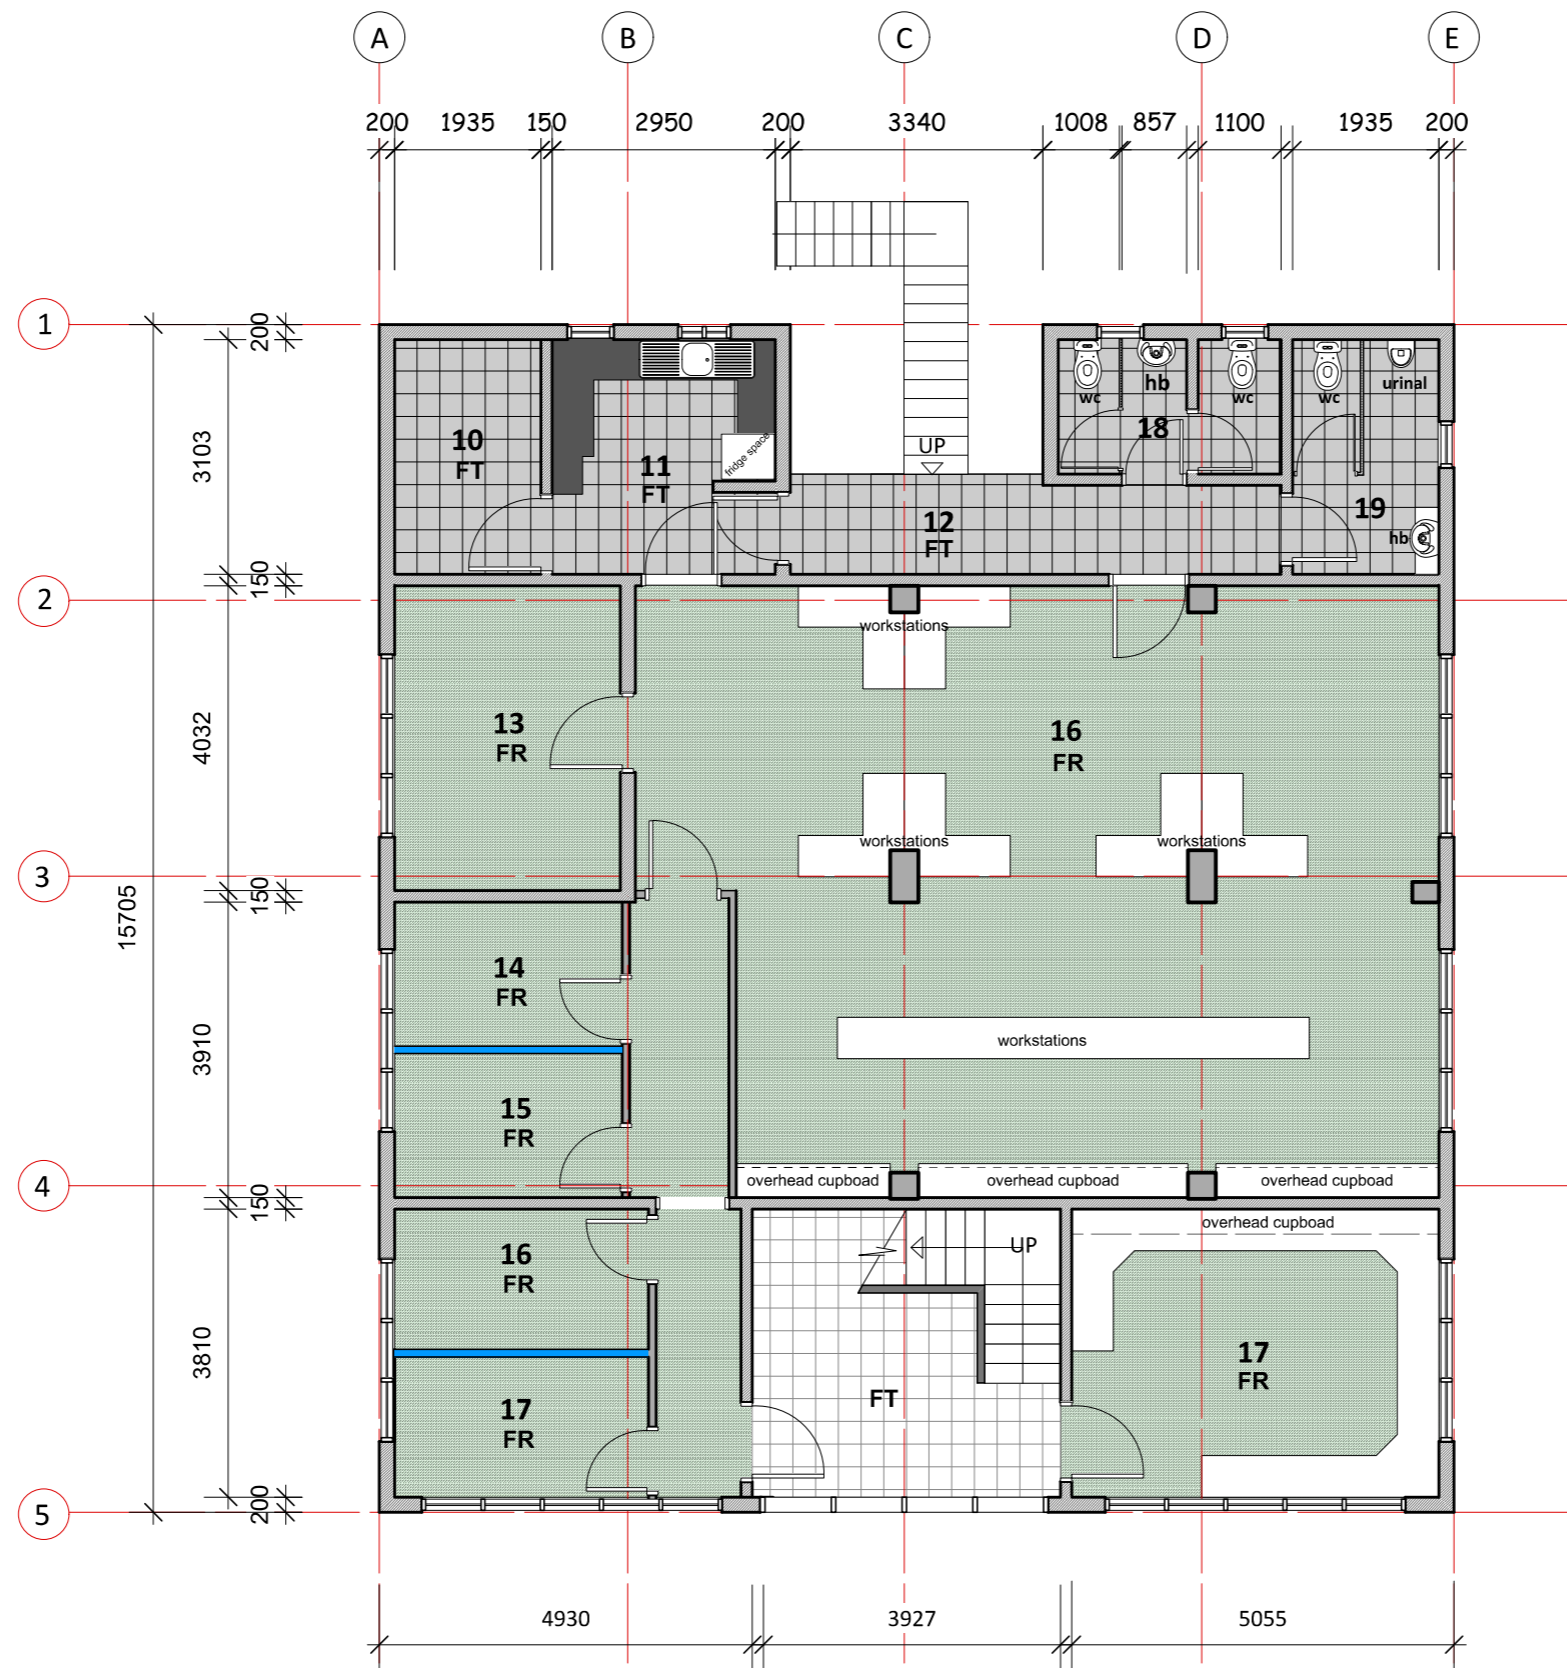 A B C D E
200 1935 150 2950 200 3340 1008 857 1100 1935 200
1
200
UP
wc hb wc wc urinal
10
FT
11
FT
fridge space
18
3103
12
FT
19
hb
150
2
workstations
13
FR
16
FR
4032
workstations workstations
3
150
15705
14
FR
workstations
3910
15
FR
4
overhead cupboad overhead cupboad overhead cupboad
150
overhead cupboad
UP
16
FR
3810
17
FR
FT
17
FR
200
5
4930 3927 5055